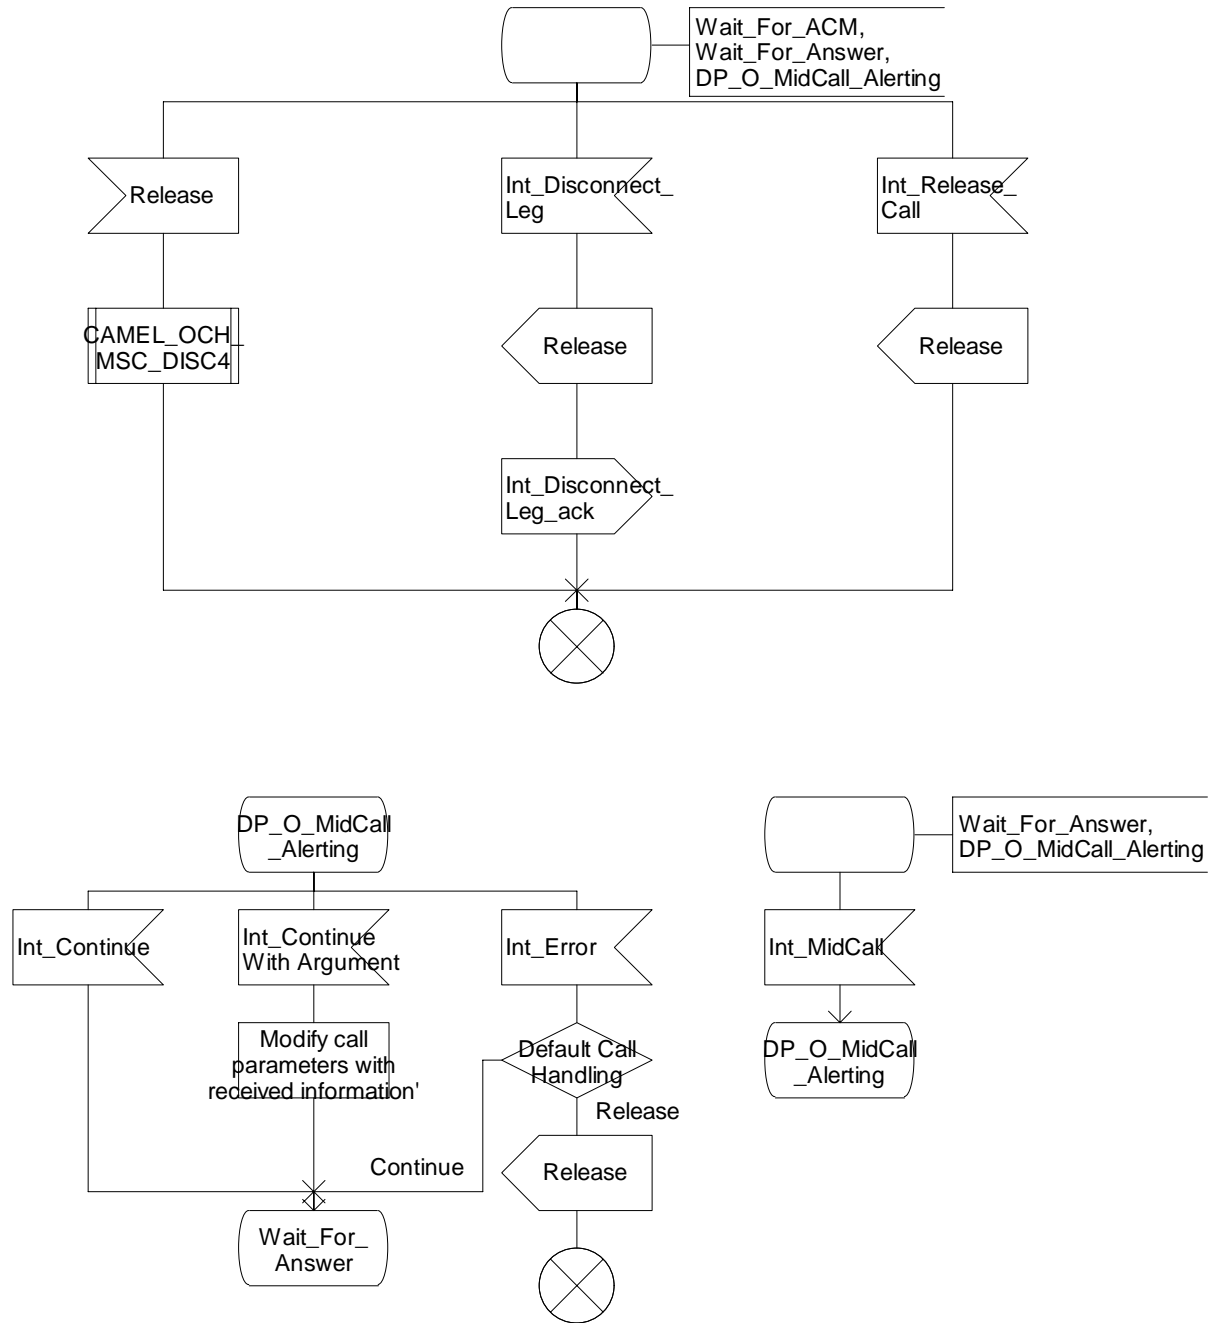 Wait_For_ACM,
Wait_For_Answer,
DP_O_MidCall_Alerting
Release
Int_Disconnect_
Leg
Int_Release_
Call
CAMEL_OCH_
MSC_DISC4
Release
Release
Int_Disconnect_
Leg_ack
DP_O_MidCall
_Alerting
Wait_For_Answer,
DP_O_MidCall_Alerting
Int_Continue
Int_Continue
With Argument
Int_Error
Int_MidCall
Modify call
parameters with
received information'
Default Call
Handling
DP_O_MidCall
_Alerting
Release
Continue
Release
Wait_For_
Answer